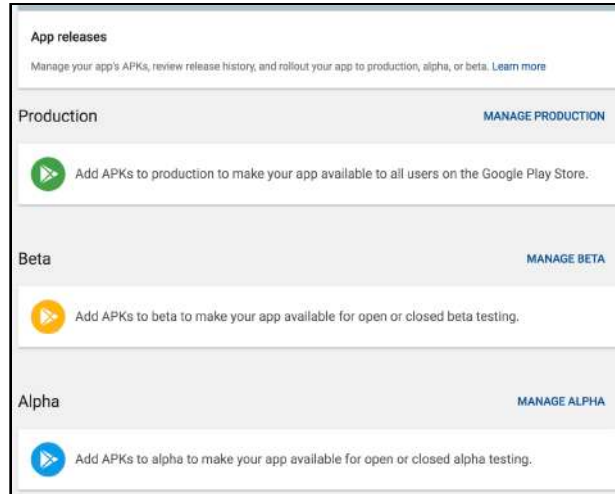 App releases
Manage your app's APKs, review release history, and rollout your app to production, alpha, or beta. Learn more
Production
MANAGE PRODUCTION
Add APKs to production to make your app available to all users on the Google Play Store.
Beta
MANAGE BETA
Add APKs to beta to make your app available for open or closed beta testing.
Alpha
MANAGE ALPHA
Add APKs to alpha to make your app available for open or closed alpha testing.